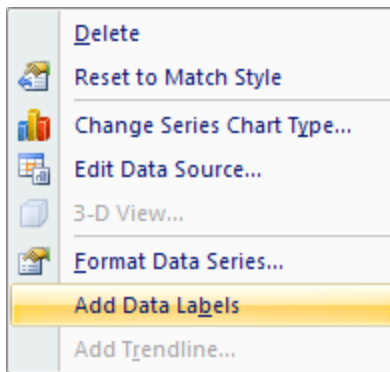 Delete
Reset to Match Style
Change Series Chart Type...
Edit Data Source...
3-D View...
Format Data Series...
Add Data Labels
Add Trendline...